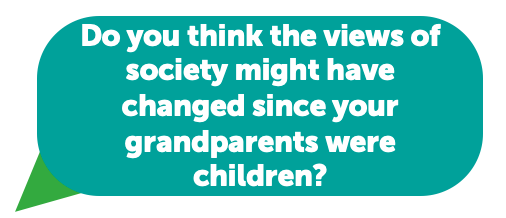 Do you think the views of
society might have
changed since your
grandparents were
children?